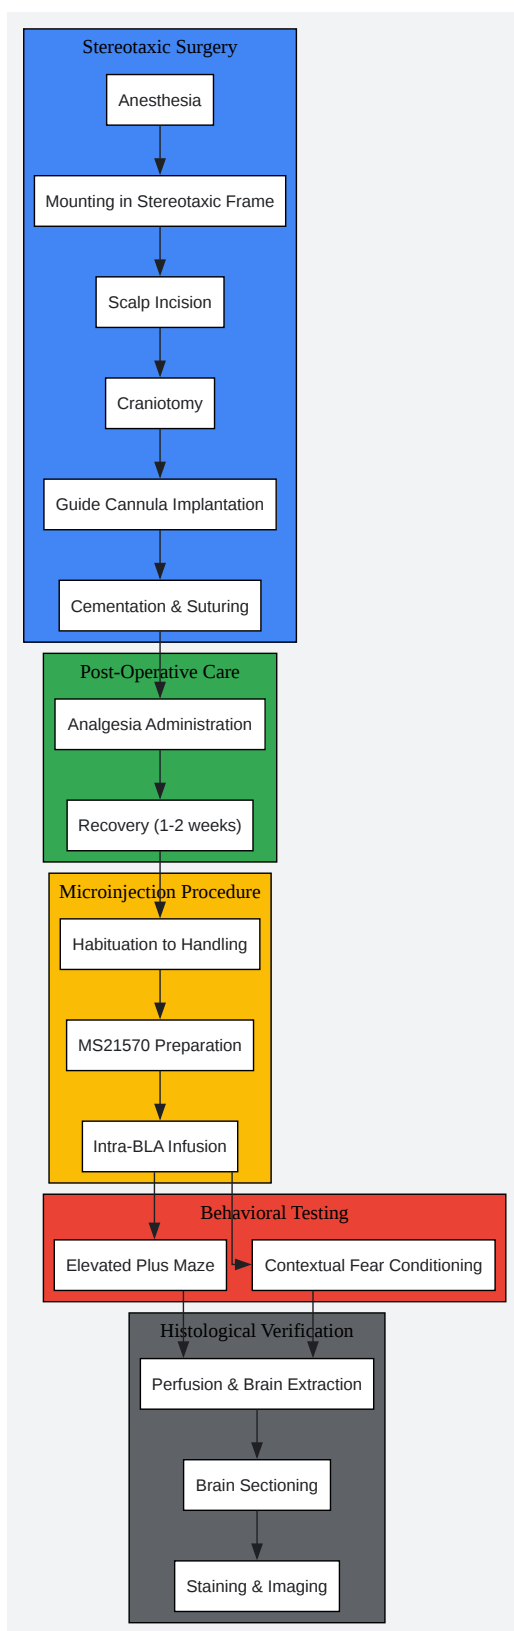 Stereotaxic Surgery
Anesthesia
Mounting in Stereotaxic Frame
Scalp Incision
Craniotomy
Guide Cannula Implantation
Cementation & Suturing
Post-Operative Care
Analgesia Administration
Recovery (1-2 weeks)
Microinjection Procedure
Habituation to Handling
MS21570 Preparation
Intra-BLA Infusion
Behavioral Testing
Elevated Plus Maze
Contextual Fear Conditioning
Histological Verification
Perfusion & Brain Extraction
Brain Sectioning
Staining & Imaging